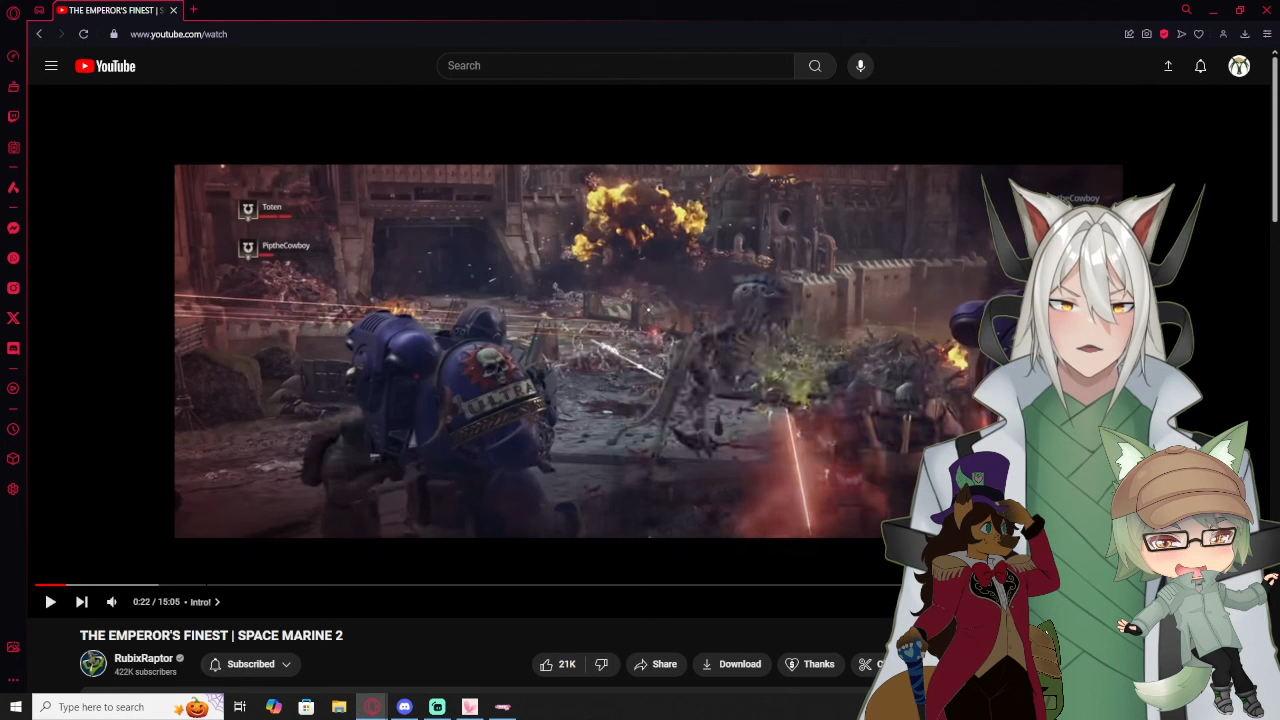 THE EMPEROR'S FINEST | S
www.youtube.com/watch
YouTube
Search
Toten
PiptheCowboy
ULTRA
0:22 / 15:05 • Intro!
THE EMPEROR'S FINEST | SPACE MARINE 2
RubixRaptor
422K subscribers
Subscribed
21K
Share
Download
Thanks
C
Type here to search